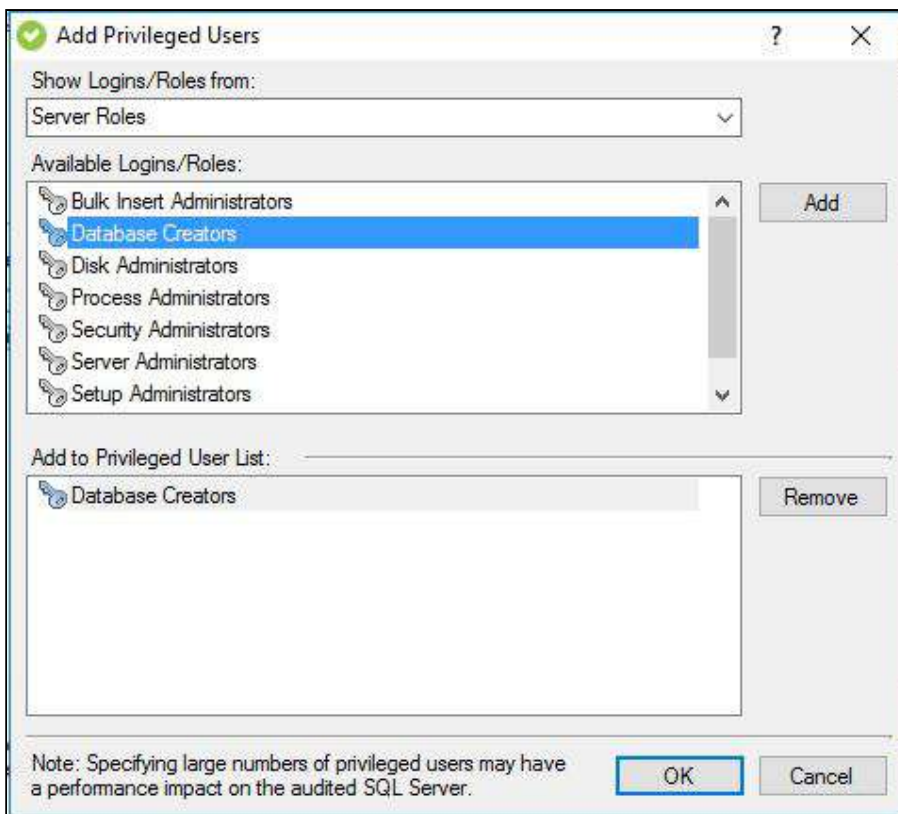 Add Privileged Users
?
Show Logins/Roles from:
Server Roles
Available Logins/Roles:
Bulk Insert Administrators
Add
Database Creators
Disk Administrators
Process Administrators
Security Administrators
Server Administrators
Setup Administrators
Add to Privileged User List:
Database Creators
Remove
Note: Specifying large numbers of privileged users may have
a performance impact on the audited SQL Server.
OK
Cancel